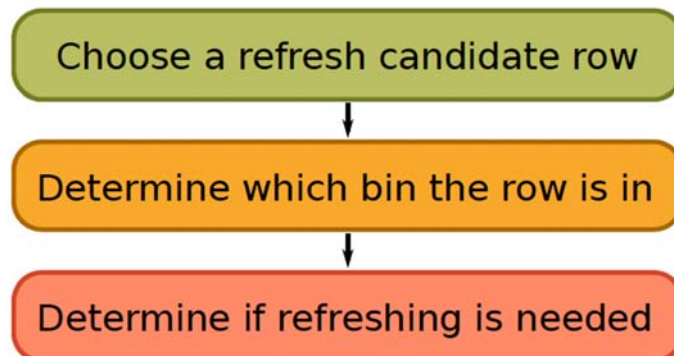 Choose a refresh candidate row
Determine which bin the row is in
Determine if refreshing is needed